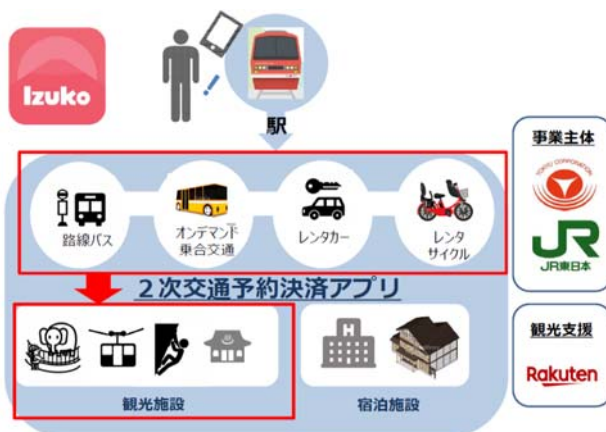 Izuko
駅
路線バス
オンデマンド
乗合交通
レンタカー
レンタ
サイクル
2次交通予約決済アプリ
H
観光施設
宿泊施設
事業主体
TOKYU CORPORATION
JR
JR東日本
観光支援
Rakuten